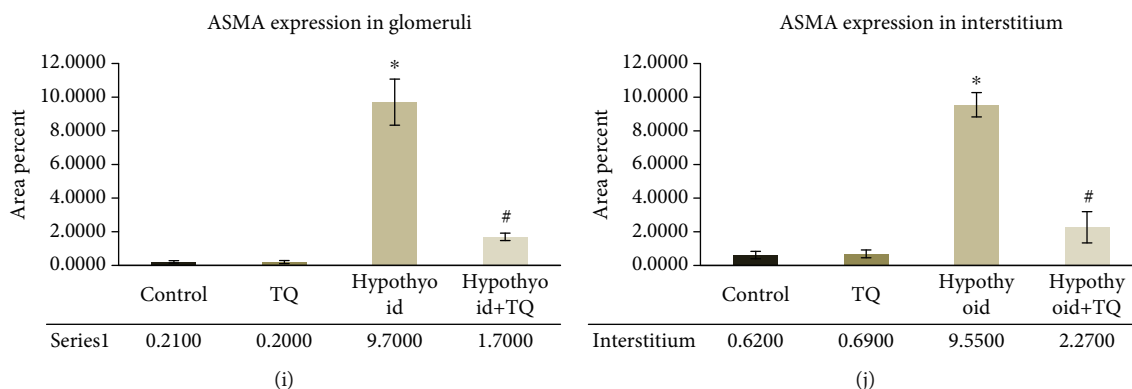 ASMA expression in glomeruli
Area percent
12.0000
10.0000
8.0000
6.0000
4.0000
2.0000
0.0000
*
#
Control TQ Hypothyo id Hypothyo id+TQ
Series1 0.2100 0.2000 9.7000 1.7000
(i)
ASMA expression in interstitium
Area percent
12.0000
10.0000
8.0000
6.0000
4.0000
2.0000
0.0000
*
#
Control TQ Hypothy oid Hypothy oid+TQ
Interstitium 0.6200 0.6900 9.5500 2.2700
(j)